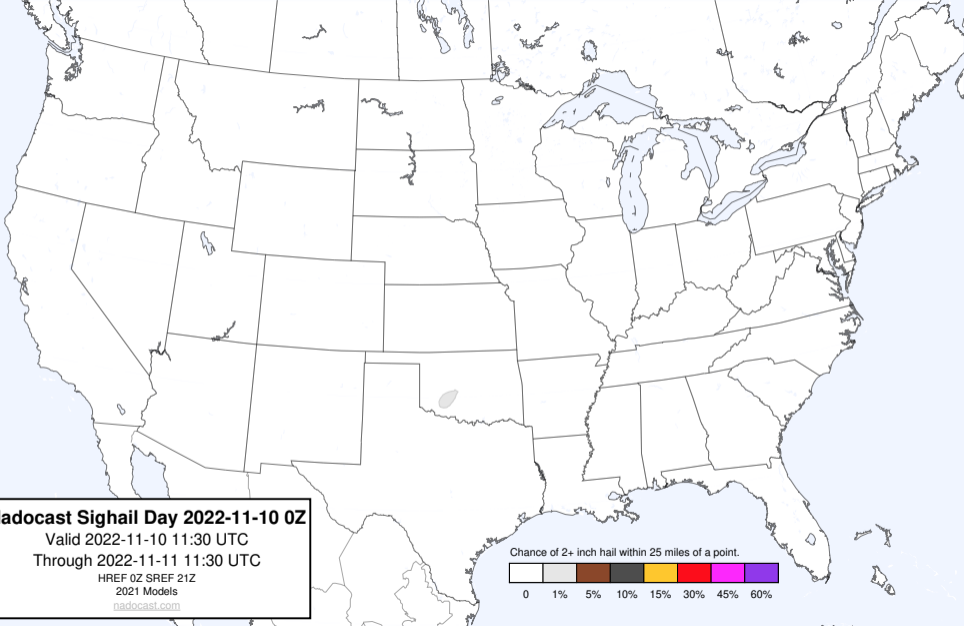 adocast Sighail Day 2022-11-10 0Z
Valid 2022-11-10 11:30 UTC
Through 2022-11-11 11:30 UTC
HREF 0Z SREF 21Z
2021 Models
nadocast.com
Chance of 2+ inch hail within 25 miles of a point.
0 1% 5% 10% 15% 30% 45% 60%